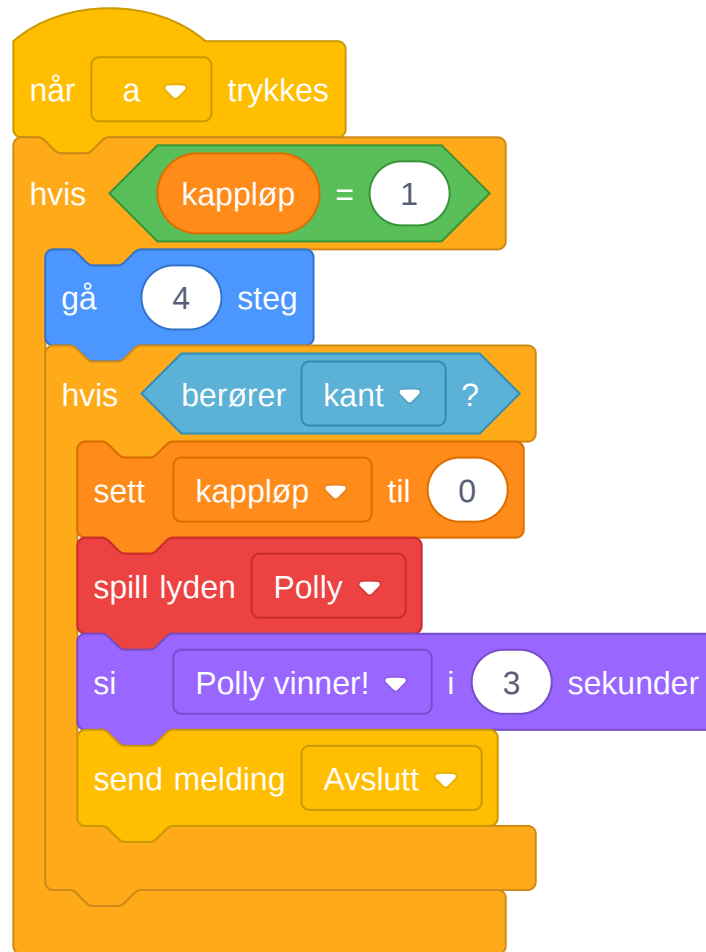 når a trykkes
hvis kappløp = 1
gå 4 steg
hvis berører kant ?
sett kappløp til 0
spill lyden Polly
si Polly vinner! i 3 sekunder
send melding Avslutt